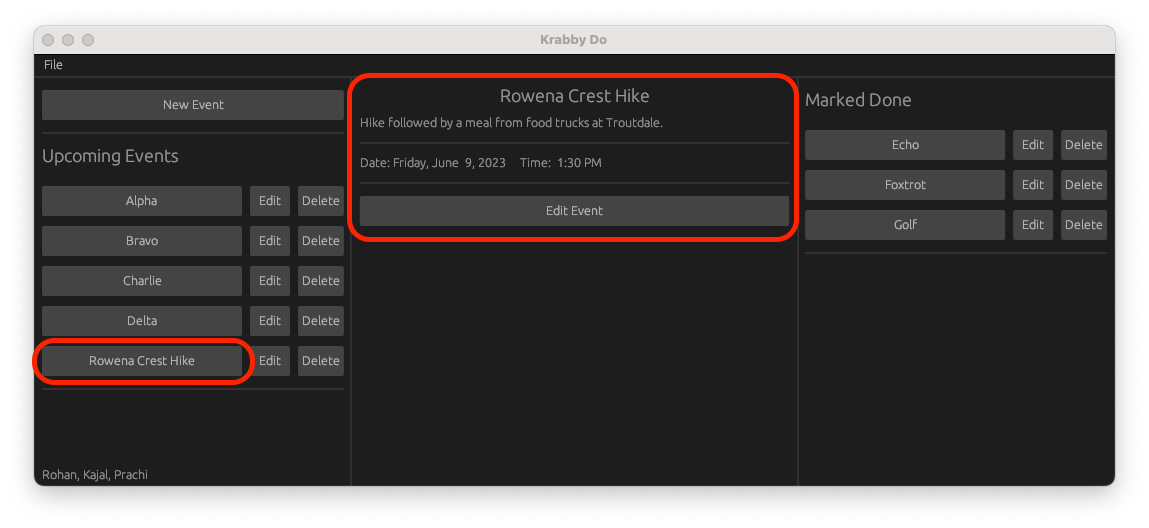 Krabby Do
File
New Event
Upcoming Events
Alpha Edit Delete
Bravo Edit Delete
Charlie Edit Delete
Delta Edit Delete
Rowena Crest Hike Edit Delete
Rohan, Kajal, Prachi
Rowena Crest Hike
Hike followed by a meal from food trucks at Troutdale.
Date: Friday, June  9, 2023 Time: 1:30 PM
Edit Event
Marked Done
Echo Edit Delete
Foxtrot Edit Delete
Golf Edit Delete